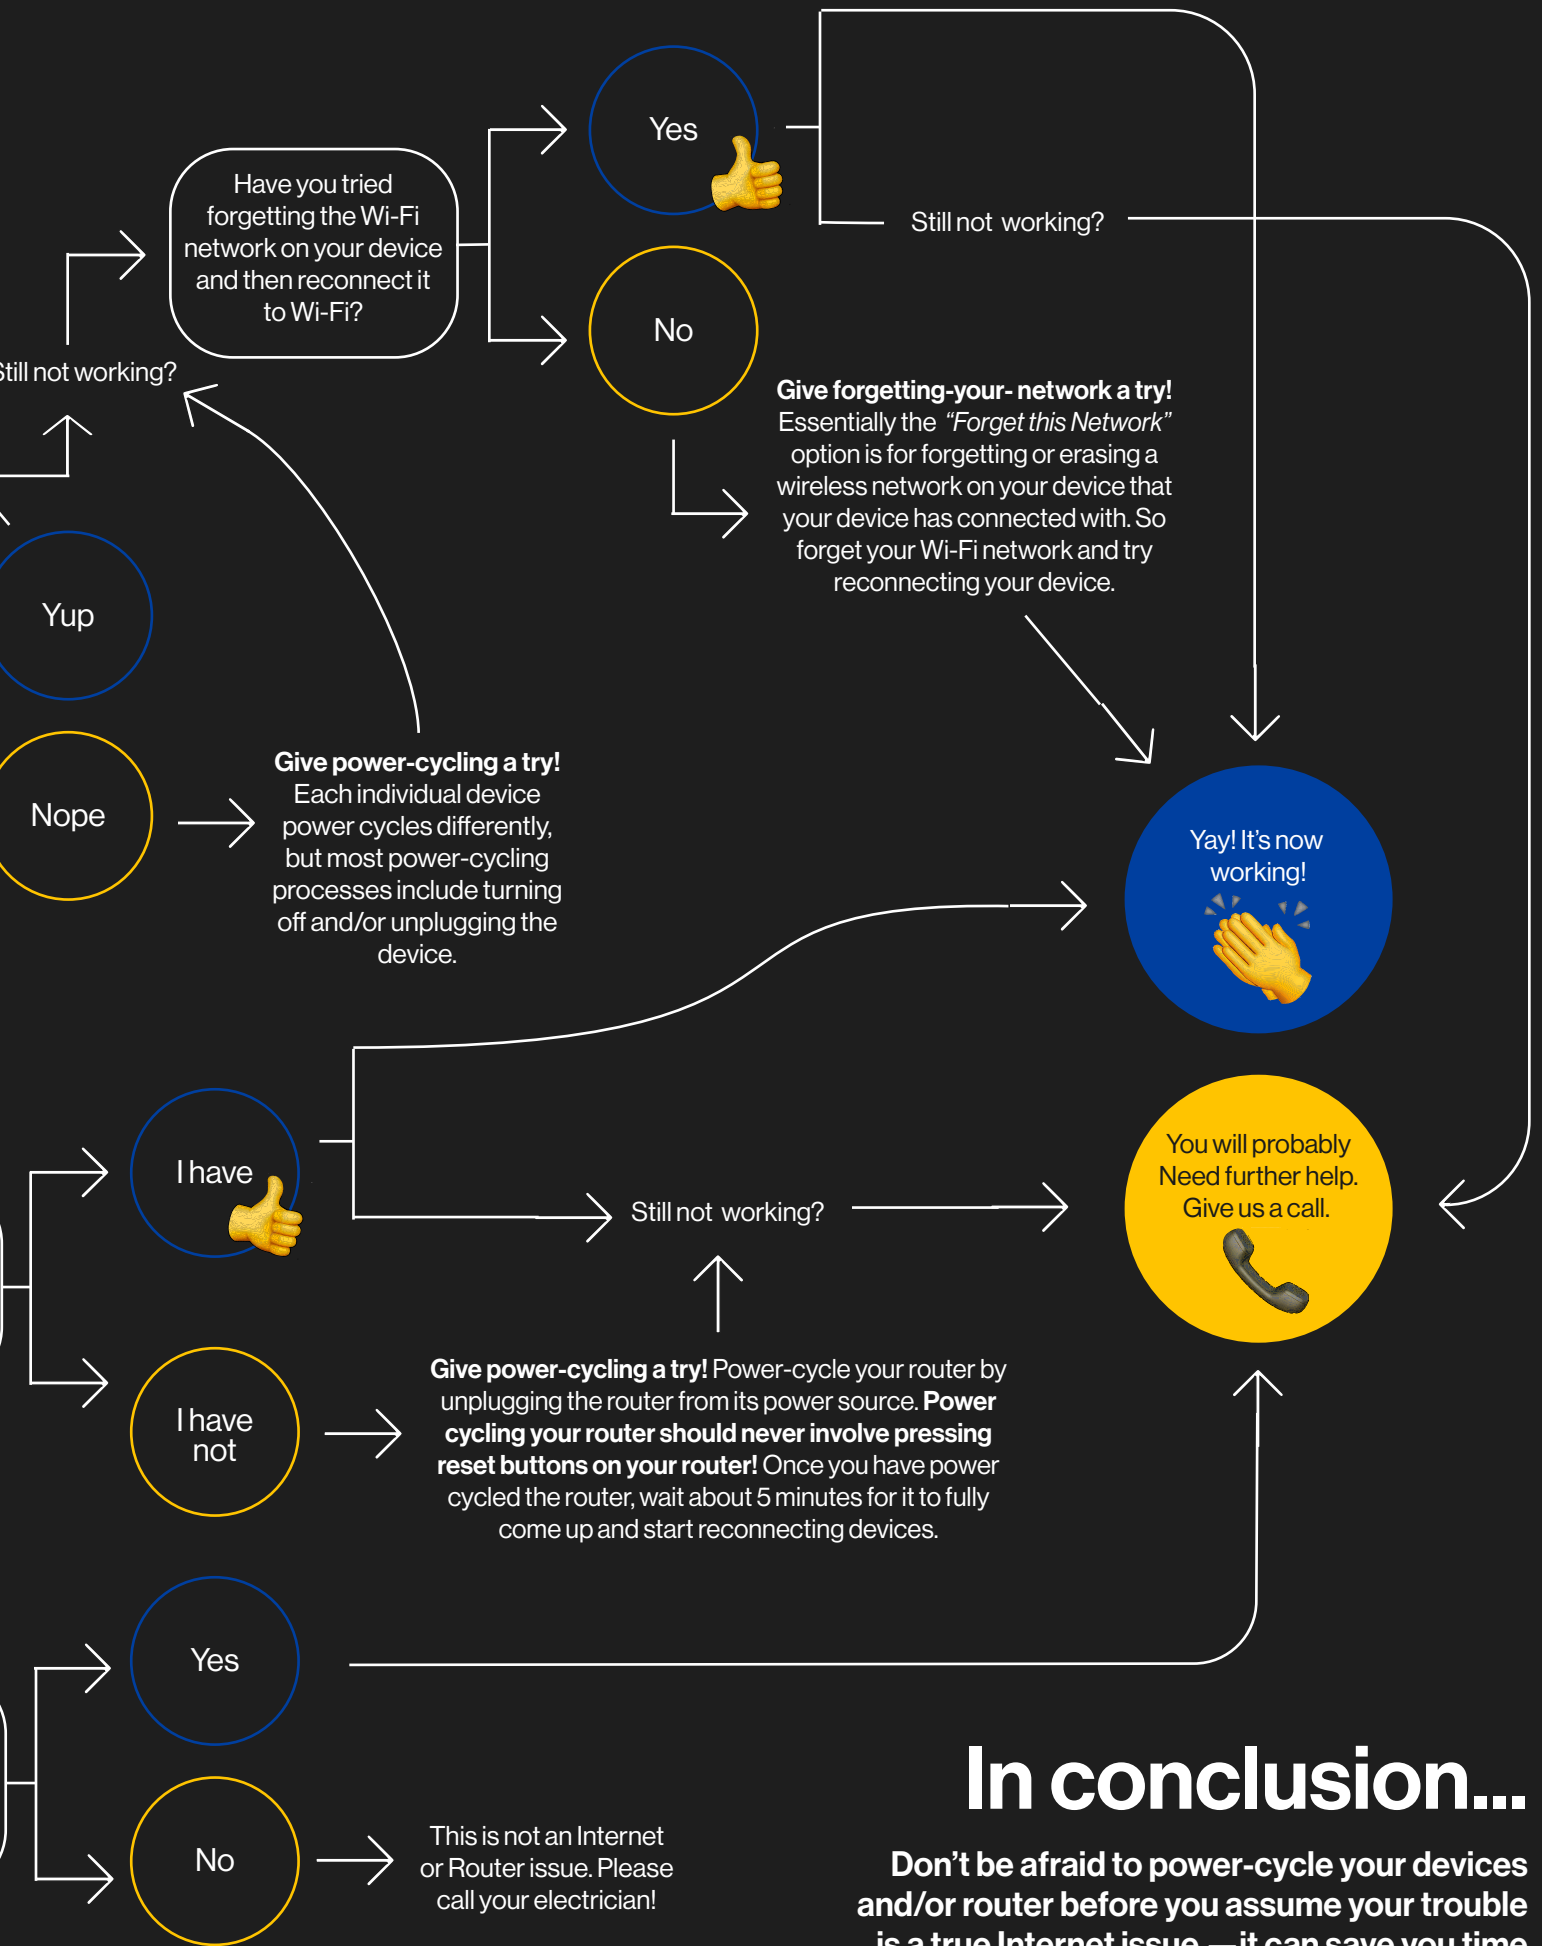 Yes
Have you tried
forgetting the Wi-Fi
network on your device
and then reconnect it
to Wi-Fi?
Still not working?
No
Still not working?
Give forgetting-your- network a try!
Essentially the “Forget this Network”
option is for forgetting or erasing a
wireless network on your device that
your device has connected with. So
forget your Wi-Fi network and try
reconnecting your device.
Yup
Nope
Give power-cycling a try!
Each individual device
power cycles differently,
but most power-cycling
processes include turning
off and/or unplugging the
device.
Yay! It’s now
working!
I have
Still not working?
You will probably
Need further help.
Give us a call.
I have
not
Give power-cycling a try! Power-cycle your router by
unplugging the router from its power source. Power
cycling your router should never involve pressing
reset buttons on your router! Once you have power
cycled the router, wait about 5 minutes for it to fully
come up and start reconnecting devices.
Yes
No
This is not an Internet
or Router issue. Please
call your electrician!
In conclusion...
Don’t be afraid to power-cycle your devices
and/or router before you assume your trouble
is a true Internet issue — it can save you time